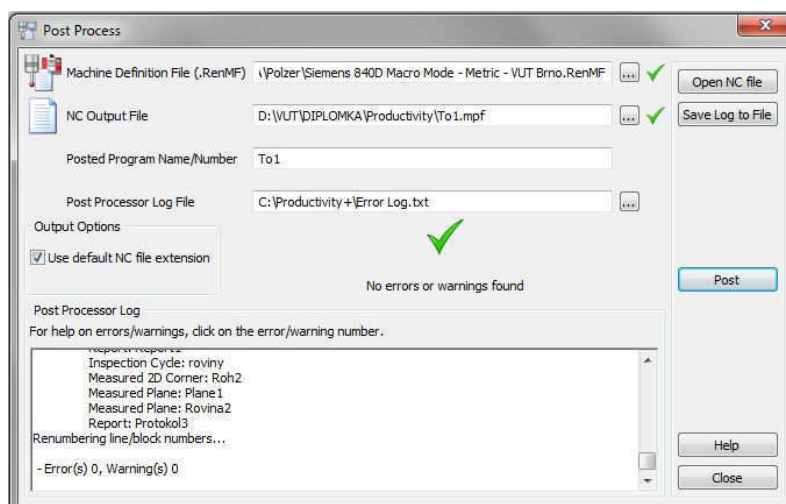 Post Process
Machine Definition File (.RenMF) \Polzer\Siemens 840D Macro Mode - Metric - VUT Brno.RenMF ... Open NC file
NC Output File D:\VUT\DIPLOMKA\Productivity\To1.mpf ... Save Log to File
Posted Program Name/Number To1
Post Processor Log File C:\Productivity+\Error Log.txt ...
Output Options
Use default NC file extension
No errors or warnings found
Post
Post Processor Log
For help on errors/warnings, click on the error/warning number.
Report: Report1
Inspection Cycle: roviny
Measured 2D Corner: Roh2
Measured Plane: Plane1
Measured Plane: Rovina2
Report: Protokol3
Renumbering line/block numbers...
- Error(s) 0, Warning(s) 0
Help
Close